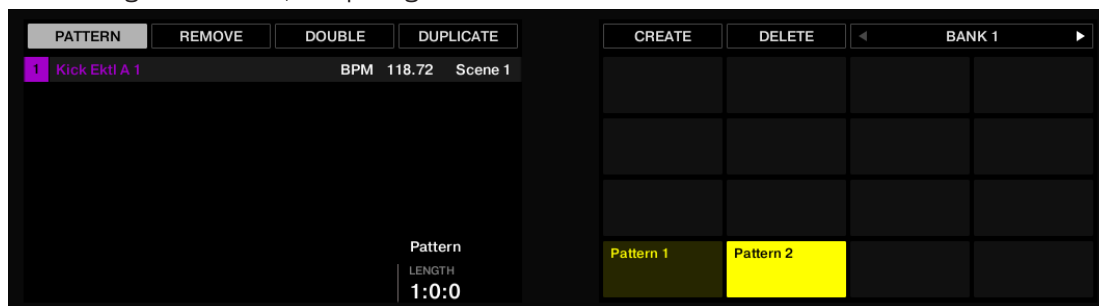 PATTERN REMOVE DOUBLE DUPLICATE
1 Kick Ektl A 1 BPM 118.72 Scene 1
Pattern
LENGTH
1:0:0
CREATE DELETE BANK 1
Pattern 1 Pattern 2